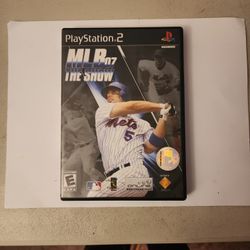 PlayStation 2
MLB 07
THE SHOW
Mets
5
E